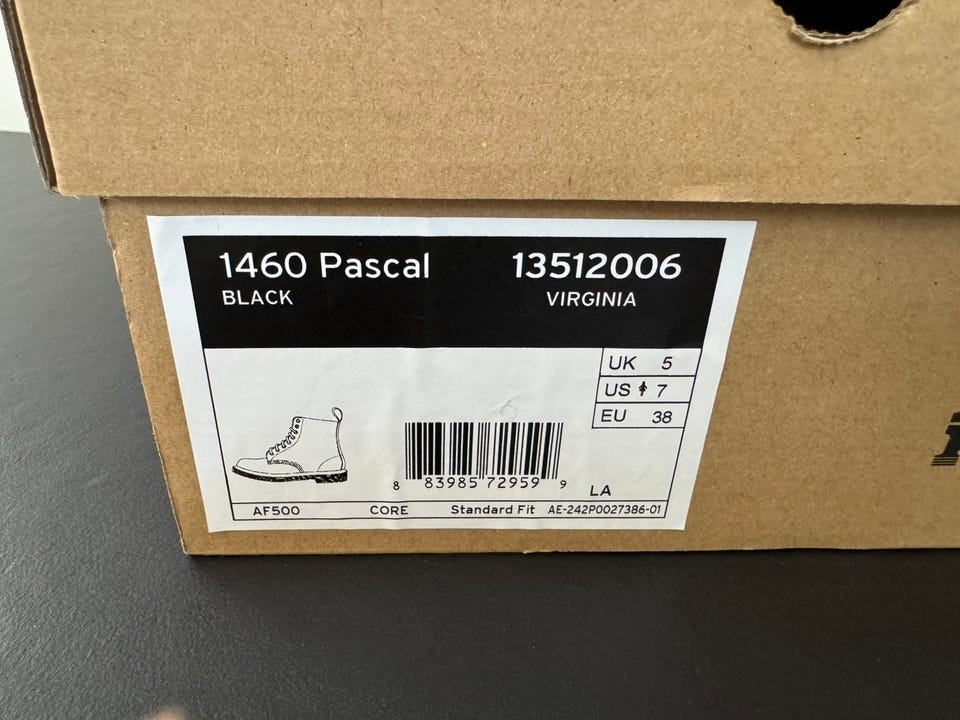 1460 Pascal 13512006
BLACK VIRGINIA
UK 5
US 7
EU 38
8 83985 72959 9
LA
AF500 CORE Standard Fit AE-242P0027386-01